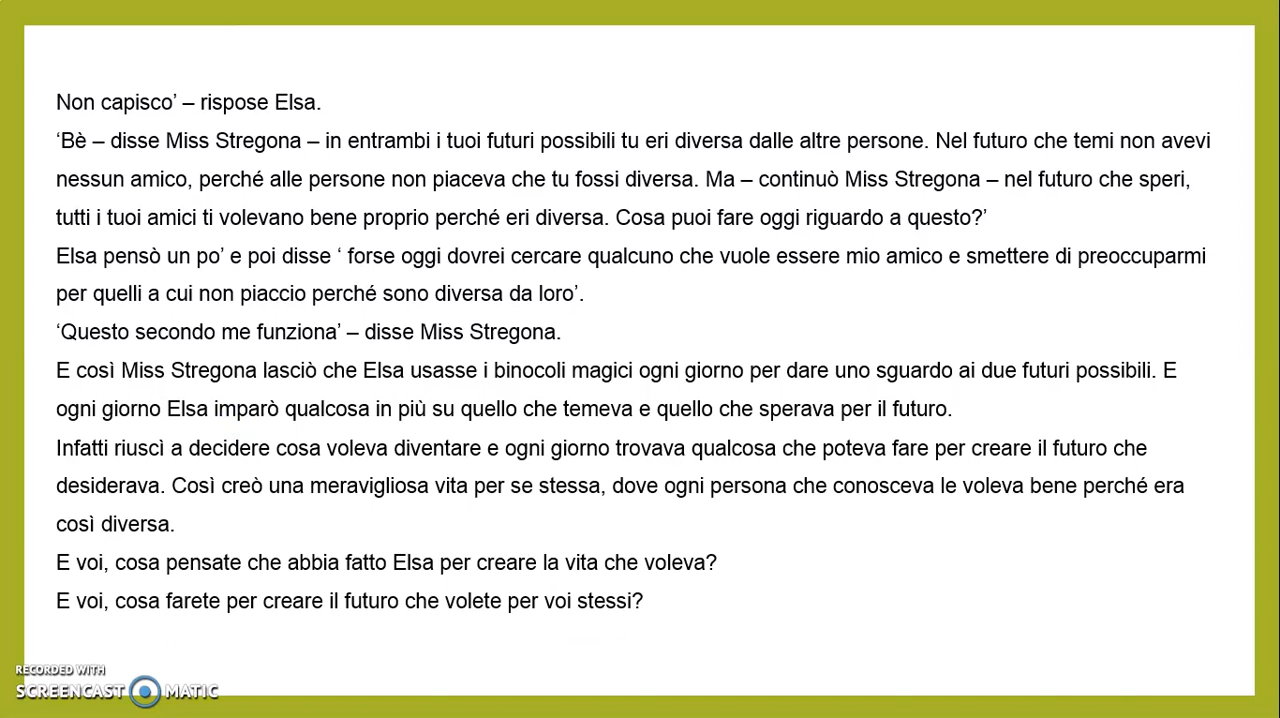 Non capisco’ – rispose Elsa.
‘Bè – disse Miss Stregona – in entrambi i tuoi futuri possibili tu eri diversa dalle altre persone. Nel futuro che temi non avevi
nessun amico, perché alle persone non piaceva che tu fossi diversa. Ma – continuò Miss Stregona – nel futuro che speri,
tutti i tuoi amici ti volevano bene proprio perché eri diversa. Cosa puoi fare oggi riguardo a questo?’
Elsa pensò un po’ e poi disse ‘ forse oggi dovrei cercare qualcuno che vuole essere mio amico e smettere di preoccuparmi
per quelli a cui non piaccio perché sono diversa da loro’.
‘Questo secondo me funziona’ – disse Miss Stregona.
E così Miss Stregona lasciò che Elsa usasse i binocoli magici ogni giorno per dare uno sguardo ai due futuri possibili. E
ogni giorno Elsa imparò qualcosa in più su quello che temeva e quello che sperava per il futuro.
Infatti riuscì a decidere cosa voleva diventare e ogni giorno trovava qualcosa che poteva fare per creare il futuro che
desiderava. Così creò una meravigliosa vita per se stessa, dove ogni persona che conosceva le voleva bene perché era
così diversa.
E voi, cosa pensate che abbia fatto Elsa per creare la vita che voleva?
E voi, cosa farete per creare il futuro che volete per voi stessi?
RECORDED WITH
SCREENCAST MATIC